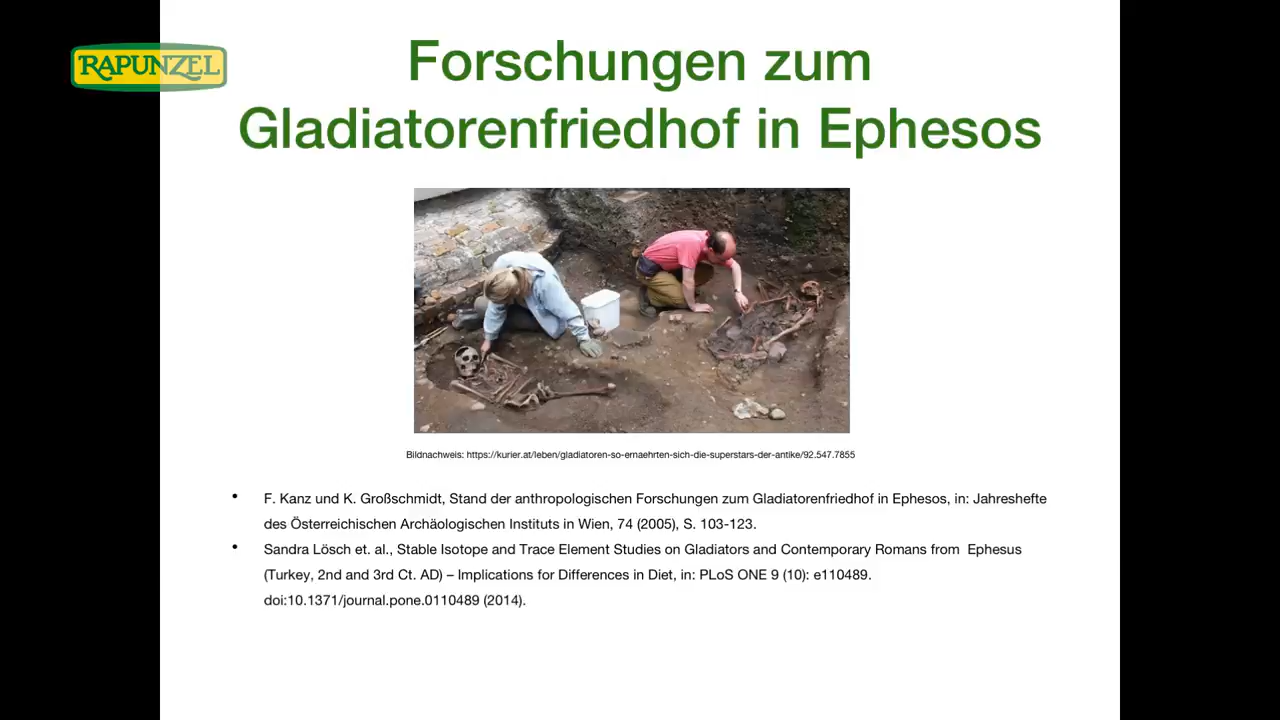 RAPUNZEL
Forschungen zum
Gladiatorenfriedhof in Ephesos
Bildnachweis: https://kurier.at/leben/gladiatoren-so-ernaehrten-sich-die-superstars-der-antike/92.547.7855
• F. Kanz und K. Großschmidt, Stand der anthropologischen Forschungen zum Gladiatorenfriedhof in Ephesos, in: Jahreshefte
des Österreichischen Archäologischen Instituts in Wien, 74 (2005), S. 103-123.
• Sandra Lösch et. al., Stable Isotope and Trace Element Studies on Gladiators and Contemporary Romans from Ephesus
(Turkey, 2nd and 3rd Ct. AD) – Implications for Differences in Diet, in: PLoS ONE 9 (10): e110489.
doi:10.1371/journal.pone.0110489 (2014).